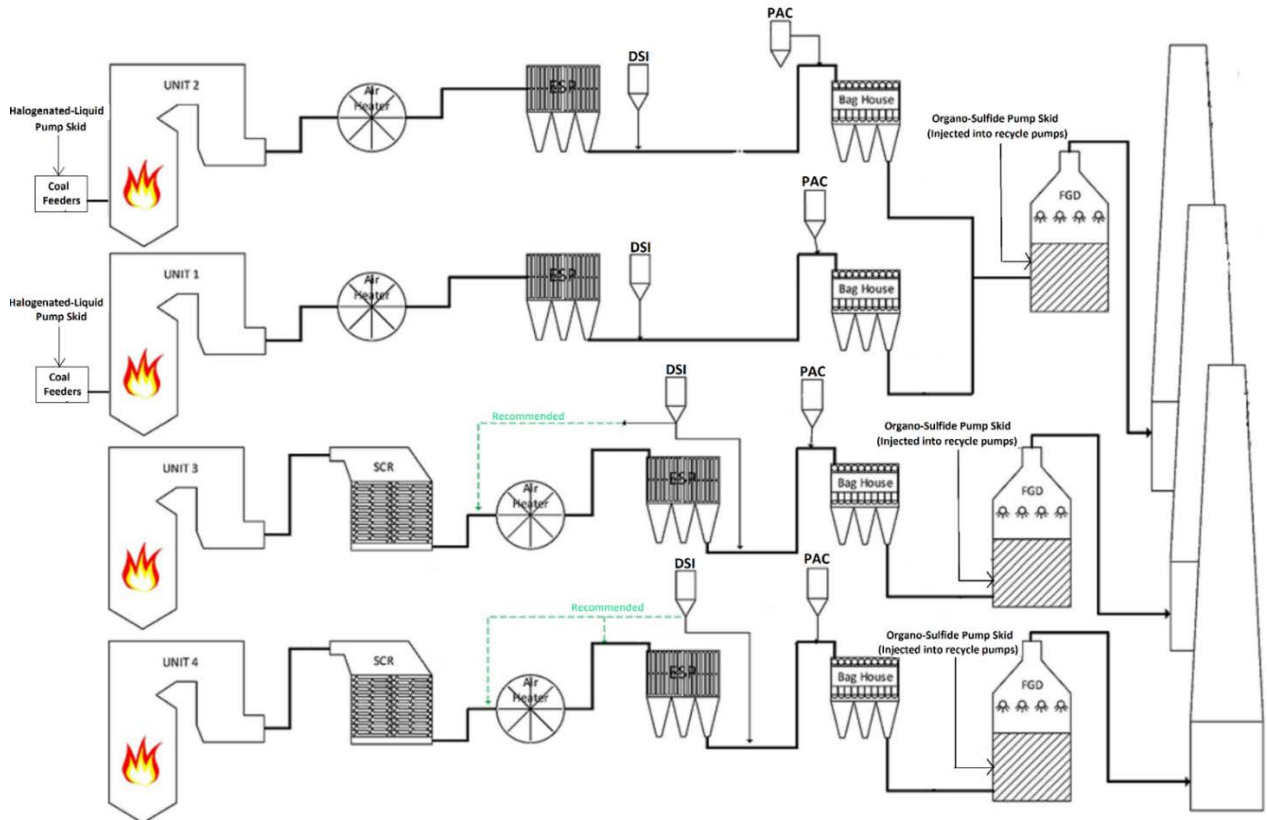 PAC
DSI
UNIT 2
Air
Heater
ESP
Bag House
Halogenated-Liquid
Pump Skid
Coal
Feeders
Organo-Sulfide Pump Skid
(Injected into recycle pumps)
FGD
PAC
DSI
UNIT 1
Air
Heater
ESP
Bag House
Halogenated-Liquid
Pump Skid
Coal
Feeders
DSI
PAC
Recommended
UNIT 3
SCR
Air
Heater
ESP
Bag House
Organo-Sulfide Pump Skid
(Injected into recycle pumps)
FGD
DSI
PAC
Recommended
UNIT 4
SCR
Air
Heater
ESP
Bag House
Organo-Sulfide Pump Skid
(Injected into recycle pumps)
FGD